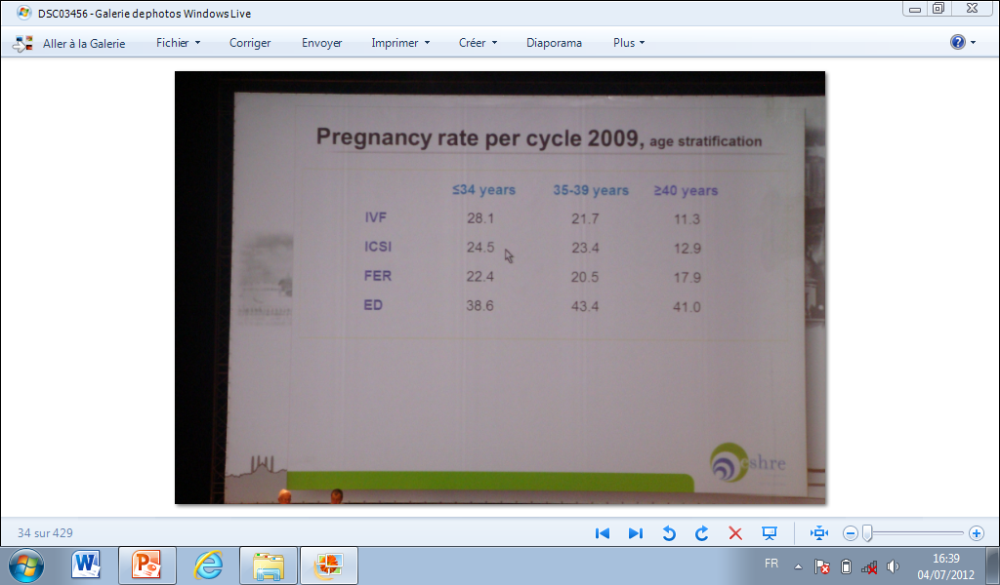 DSC03456 - Galerie de photos Windows Live
Aller à la Galerie Fichier Corriger Envoyer Imprimer Créer Diaporama Plus
Pregnancy rate per cycle 2009, age stratification
≤34 years 35-39 years ≥40 years
IVF 28.1 21.7 11.3
ICSI 24.5 23.4 12.9
FER 22.4 20.5 17.9
ED 38.6 43.4 41.0
eshre
34 sur 429
FR 16:39
04/07/2012